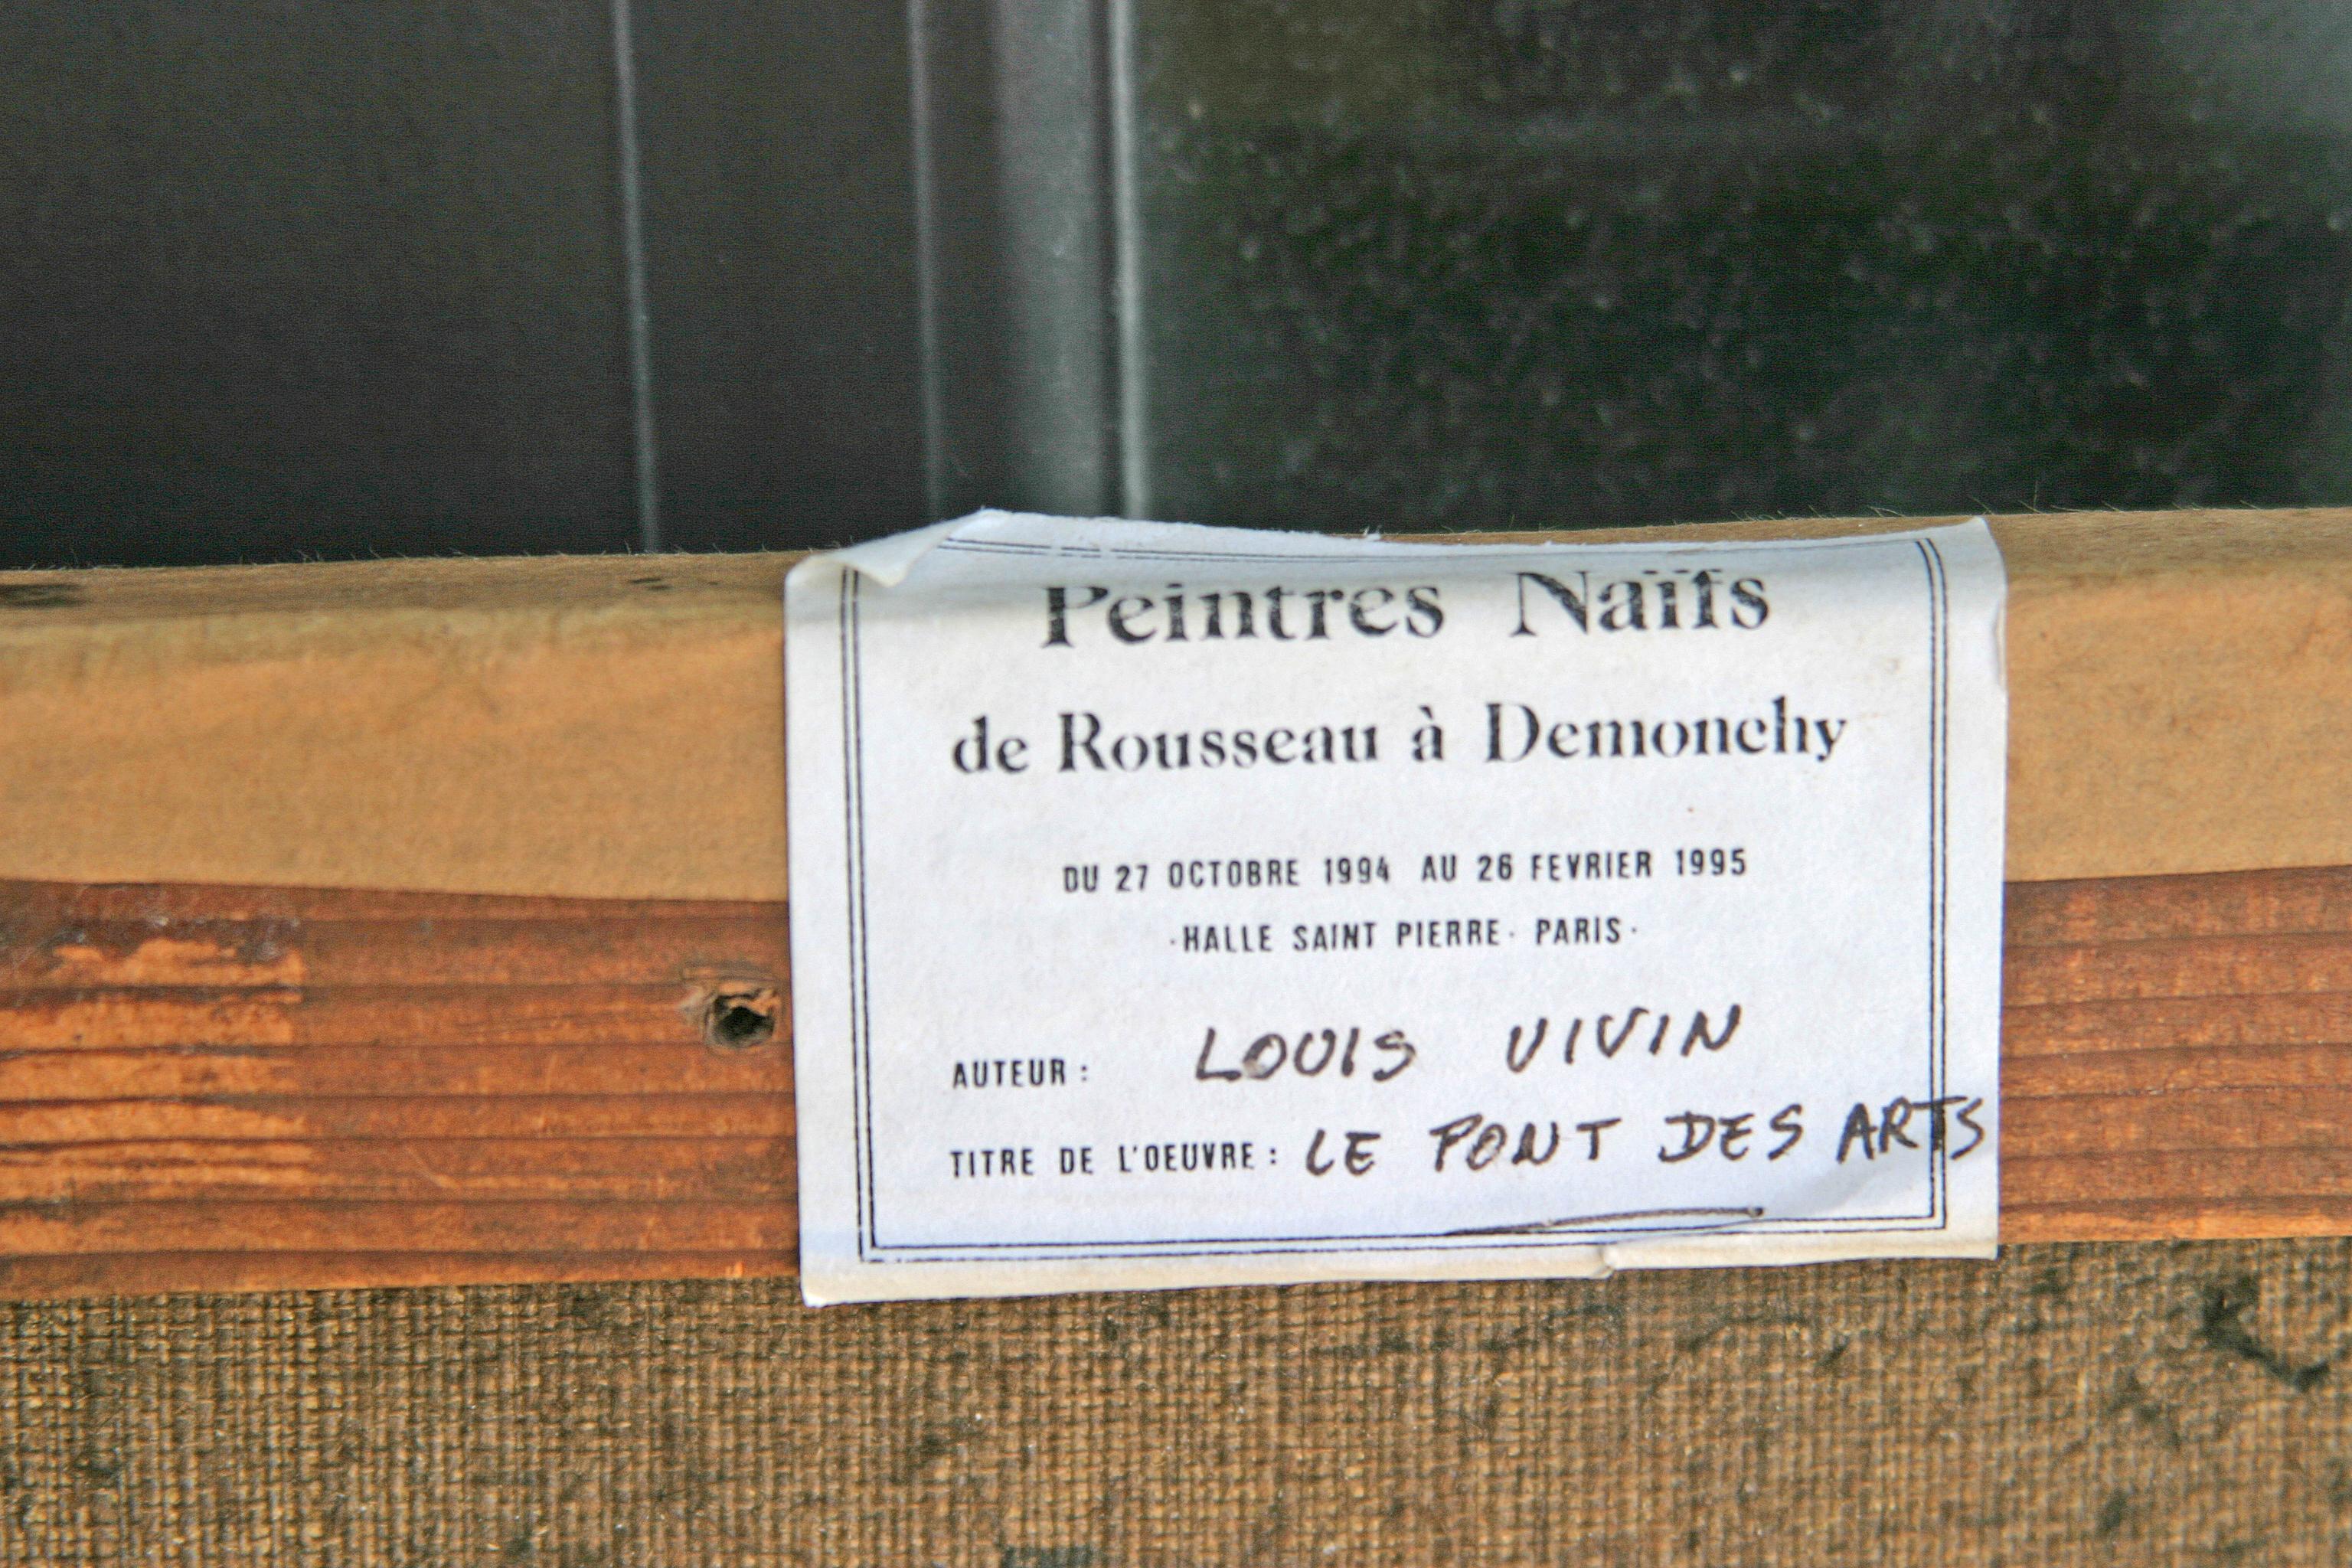 Peintres Naïfs
de Rousseau à Demonchy
DU 27 OCTOBRE 1994 AU 26 FEVRIER 1995
·HALLE SAINT PIERRE· PARIS·
AUTEUR: LOUIS VIVIN
TITRE DE L'OEUVRE: LE PONT DES ARTS